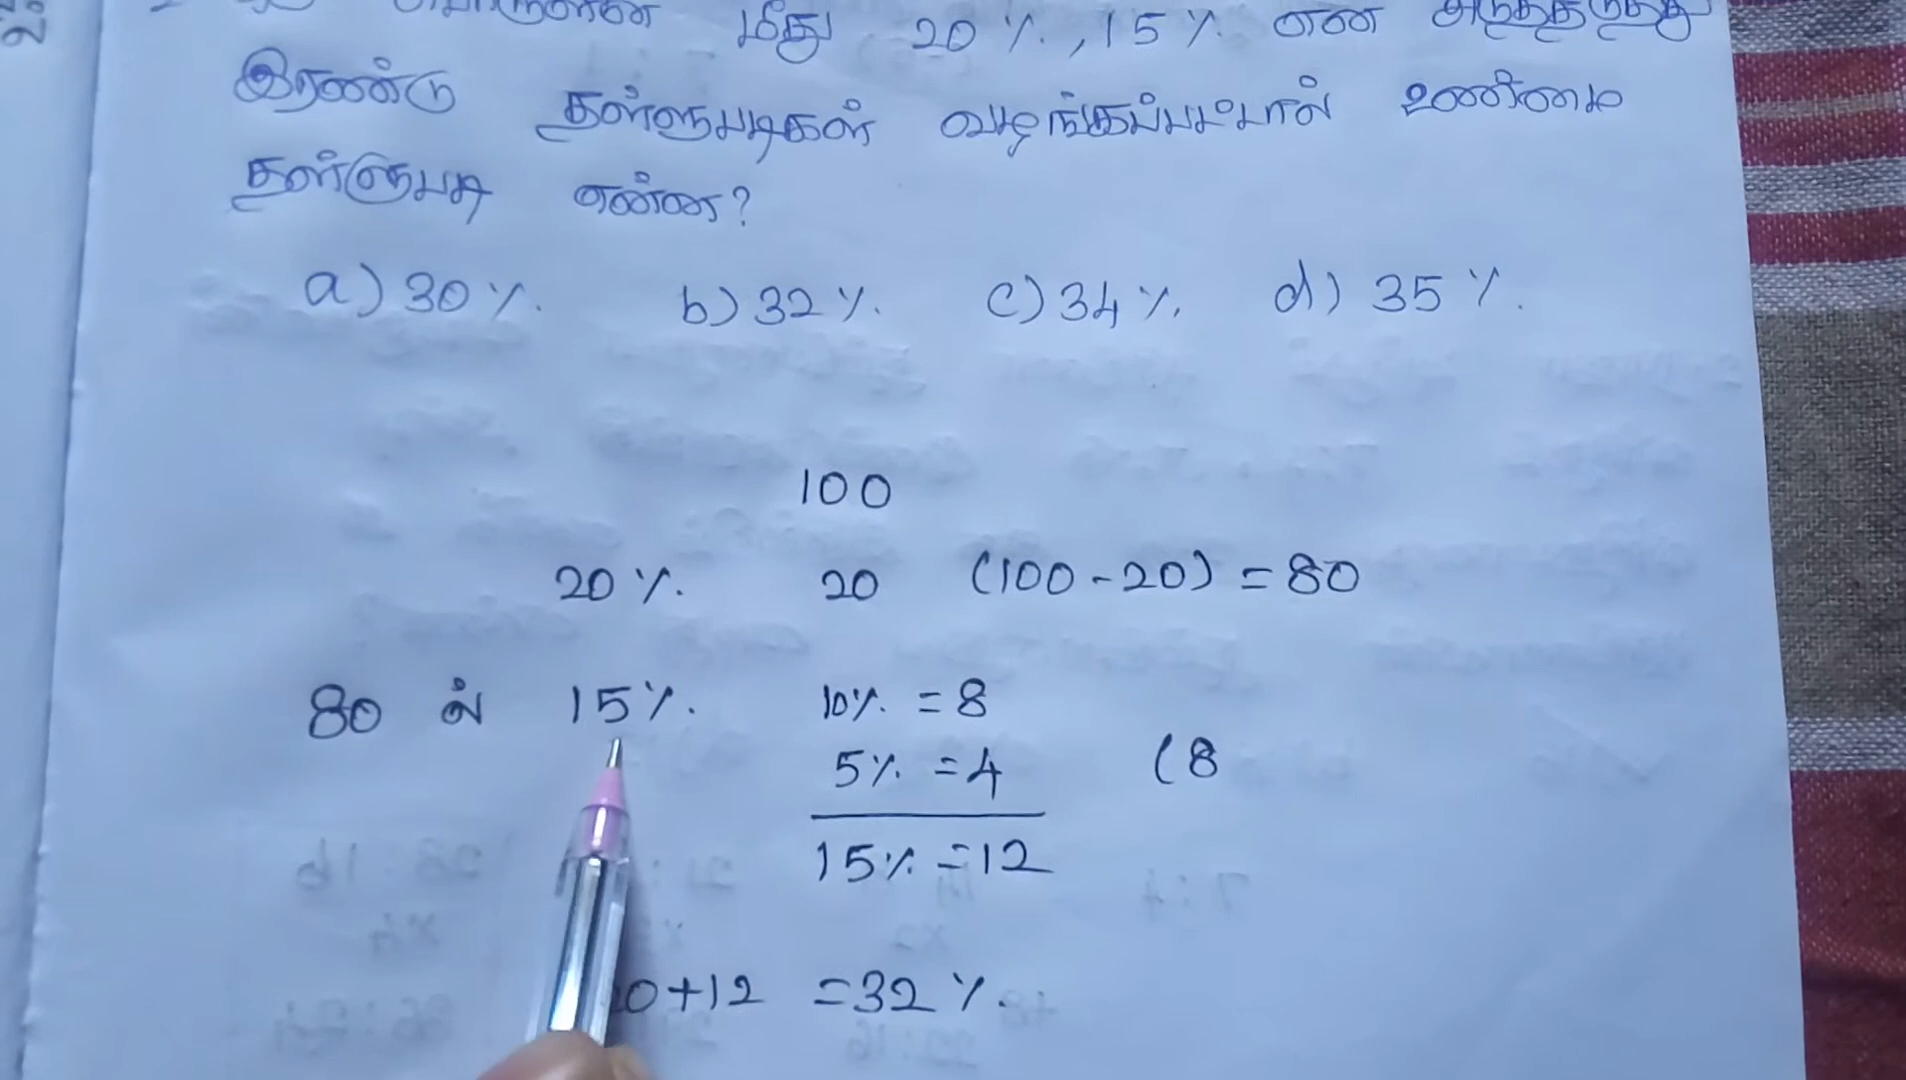 மீது 20%, 15% என அடுத்தடுத்து
இரண்டு தள்ளுபடிகள் வழங்கப்பட்டால் உண்மை
தள்ளுபடி என்ன?
a) 30%. b) 32%. c) 34%. d) 35%.
100
20%. 20 (100-20) = 80
80 ல் 15%. 10%. = 8
5%. = 4 (8
15%. = 12
0+12 = 32%.